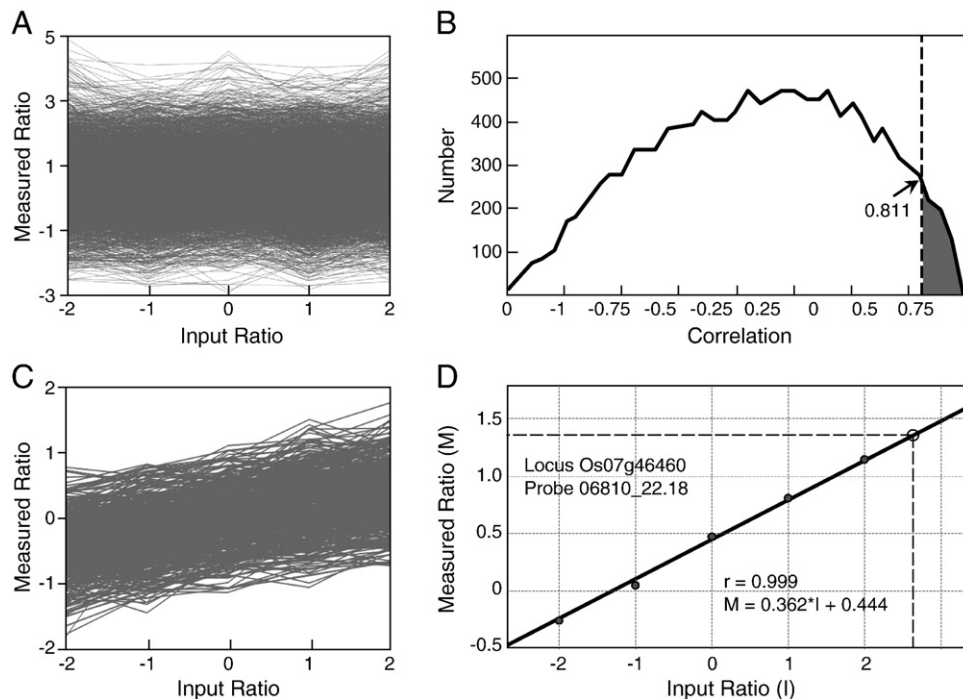 A
5
3
1
-1
-3
Measured Ratio
-2 -1 0 1 2
Input Ratio
B
500
400
300
200
100
Number
0.811
0 -1 -0.75 -0.5 -0.25 0.25 0 0.5 0.75
Correlation
C
2
1
0
-1
-2
Measured Ratio
-2 -1 0 1 2
Input Ratio
D
1.5
1.0
0.5
0
-0.5
Measured Ratio (M)
Locus Os07g46460
Probe 06810_22.18
r = 0.999
M = 0.362*I + 0.444
-2 -1 0 1 2
Input Ratio (I)